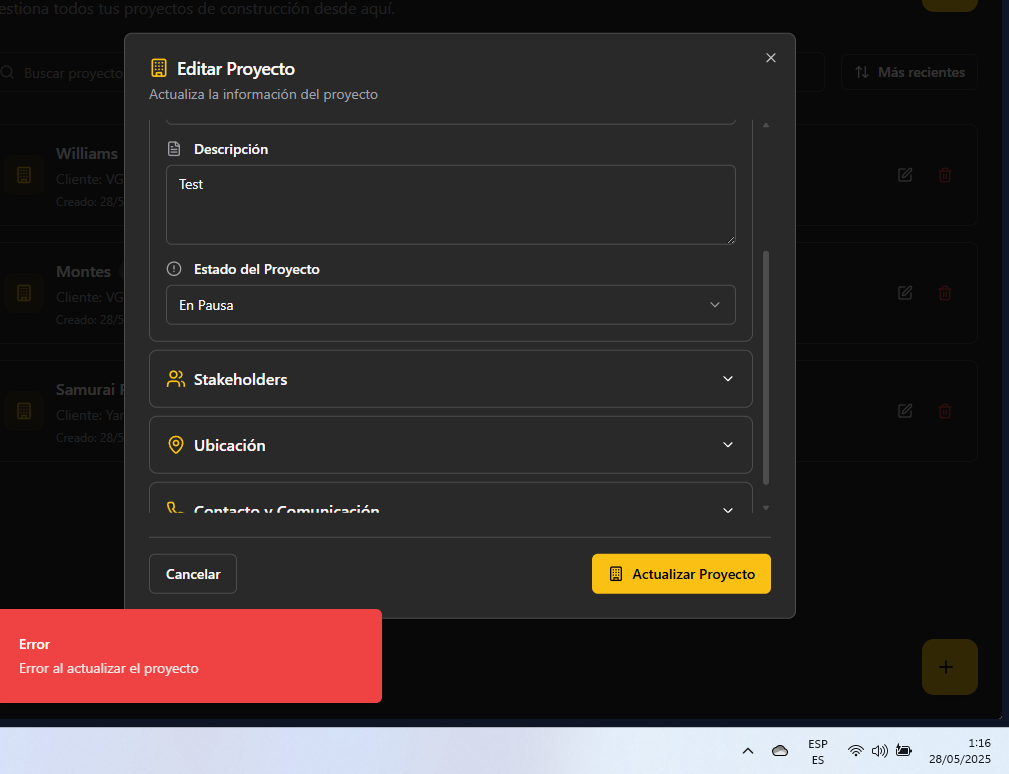 estiona todos tus proyectos de construcción desde aquí.
Buscar proyecto
Más recientes
Editar Proyecto
Actualiza la información del proyecto
Descripción
Test
Estado del Proyecto
En Pausa
Stakeholders
Ubicación
Contacto y Comunicación
Cancelar
Actualizar Proyecto
Williams
Cliente: VG
Creado: 28/5
Montes
Cliente: VG
Creado: 28/5
Samurai
Cliente: Yar
Creado: 28/5
Error
Error al actualizar el proyecto
ESP
ES
1:16
28/05/2025